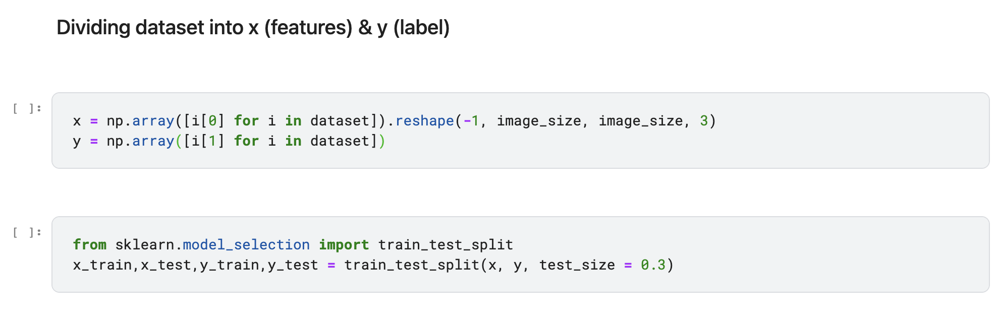 Dividing dataset into x (features) & y (label)
[ ]:
x = np.array([i[0] for i in dataset]).reshape(-1, image_size, image_size, 3)
y = np.array([i[1] for i in dataset])
[ ]:
from sklearn.model_selection import train_test_split
x_train,x_test,y_train,y_test = train_test_split(x, y, test_size = 0.3)